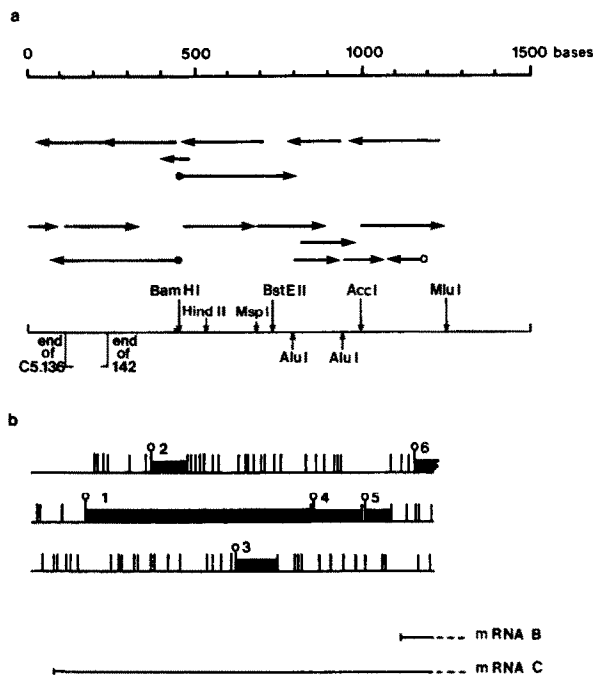 a
0 500 1000 1500 bases
BamHI BstEII AccI MluI
HindII MspI
end of C5.136 end of 142 AluI AluI
b
2 6
1 4 5
3
mRNA B
mRNA C